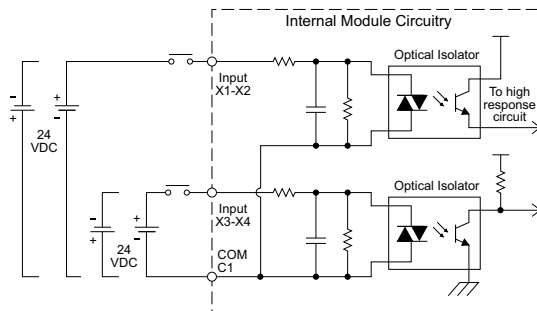 Internal Module Circuitry
Optical Isolator
Input
X1-X2
To high
response
circuit
-
+
+
-
24
VDC
Optical Isolator
Input
X3-X4
-
+
+
-
24
VDC
COM
C1